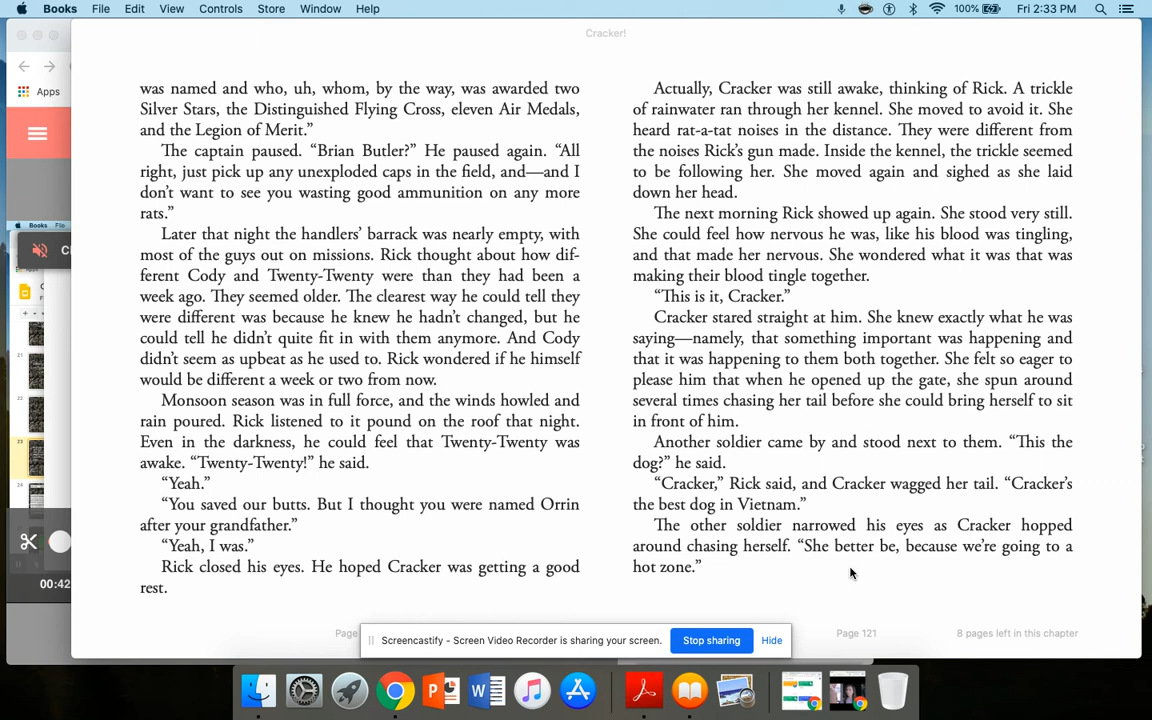 Books File Edit View Controls Store Window Help
100% Fri 2:33 PM
Cracker!
Apps
was named and who, uh, whom, by the way, was awarded two
Silver Stars, the Distinguished Flying Cross, eleven Air Medals,
and the Legion of Merit.”
The captain paused. “Brian Butler?” He paused again. “All
right, just pick up any unexploded caps in the field, and—and I
don’t want to see you wasting good ammunition on any more
rats.”
Later that night the handlers’ barrack was nearly empty, with
most of the guys out on missions. Rick thought about how dif-
ferent Cody and Twenty-Twenty were than they had been a
week ago. They seemed older. The clearest way he could tell they
were different was because he knew he hadn’t changed, but he
could tell he didn’t quite fit in with them anymore. And Cody
didn’t seem as upbeat as he used to. Rick wondered if he himself
would be different a week or two from now.
Monsoon season was in full force, and the winds howled and
rain poured. Rick listened to it pound on the roof that night.
Even in the darkness, he could feel that Twenty-Twenty was
awake. “Twenty-Twenty!” he said.
“Yeah.”
“You saved our butts. But I thought you were named Orrin
after your grandfather.”
“Yeah, I was.”
Rick closed his eyes. He hoped Cracker was getting a good
rest.
Page
Actually, Cracker was still awake, thinking of Rick. A trickle
of rainwater ran through her kennel. She moved to avoid it. She
heard rat-a-tat noises in the distance. They were different from
the noises Rick’s gun made. Inside the kennel, the trickle seemed
to be following her. She moved again and sighed as she laid
down her head.
The next morning Rick showed up again. She stood very still.
She could feel how nervous he was, like his blood was tingling,
and that made her nervous. She wondered what it was that was
making their blood tingle together.
“This is it, Cracker.”
Cracker stared straight at him. She knew exactly what he was
saying—namely, that something important was happening and
that it was happening to them both together. She felt so eager to
please him that when he opened up the gate, she spun around
several times chasing her tail before she could bring herself to sit
in front of him.
Another soldier came by and stood next to them. “This the
dog?” he said.
“Cracker,” Rick said, and Cracker wagged her tail. “Cracker’s
the best dog in Vietnam.”
The other soldier narrowed his eyes as Cracker hopped
around chasing herself. “She better be, because we’re going to a
hot zone.”
Page 121
8 pages left in this chapter
Screencastify - Screen Video Recorder is sharing your screen. Stop sharing Hide
Books
21
22
23
24
00:42